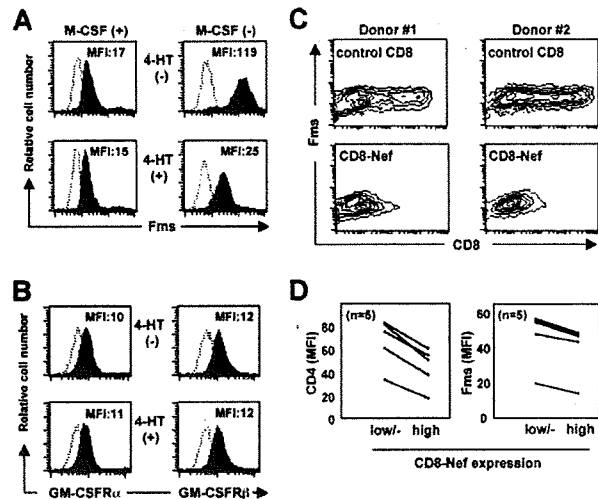 A
M-CSF (+)
M-CSF (-)
MFI:17
4-HT
(-)
MFI:119
MFI:15
4-HT
(+)
MFI:25
Relative cell number
Fms
B
MFI:10
4-HT
(-)
MFI:12
MFI:11
4-HT
(+)
MFI:12
Relative cell number
GM-CSFRα
GM-CSFRβ
C
Donor #1
Donor #2
control CD8
control CD8
CD8-Nef
CD8-Nef
Fms
CD8
D
(n=5)
80
60
40
20
0
CD4 (MFI)
low/-
high
(n=5)
60
40
20
0
Fms (MFI)
low/-
high
CD8-Nef expression